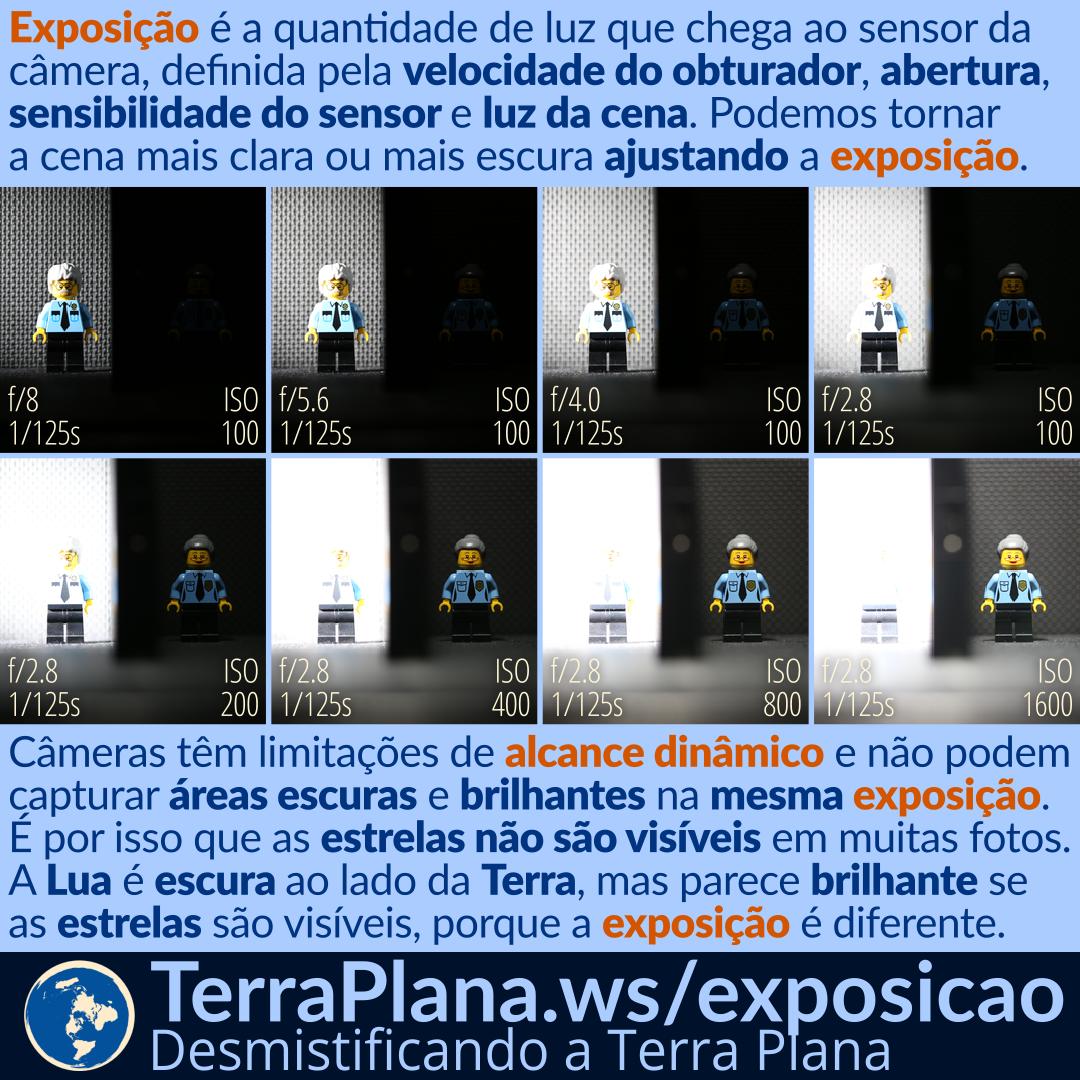 Exposição é a quantidade de luz que chega ao sensor da
câmera, definida pela velocidade do obturador, abertura,
sensibilidade do sensor e luz da cena. Podemos tornar
a cena mais clara ou mais escura ajustando a exposição.
f/8 ISO
1/125s 100
f/5.6 ISO
1/125s 100
f/4.0 ISO
1/125s 100
f/2.8 ISO
1/125s 100
f/2.8 ISO
1/125s 200
f/2.8 ISO
1/125s 400
f/2.8 ISO
1/125s 800
f/2.8 ISO
1/125s 1600
Câmeras têm limitações de alcance dinâmico e não podem
capturar áreas escuras e brilhantes na mesma exposição.
É por isso que as estrelas não são visíveis em muitas fotos.
A Lua é escura ao lado da Terra, mas parece brilhante se
as estrelas são visíveis, porque a exposição é diferente.
TerraPlana.ws/exposicao
Desmistificando a Terra Plana